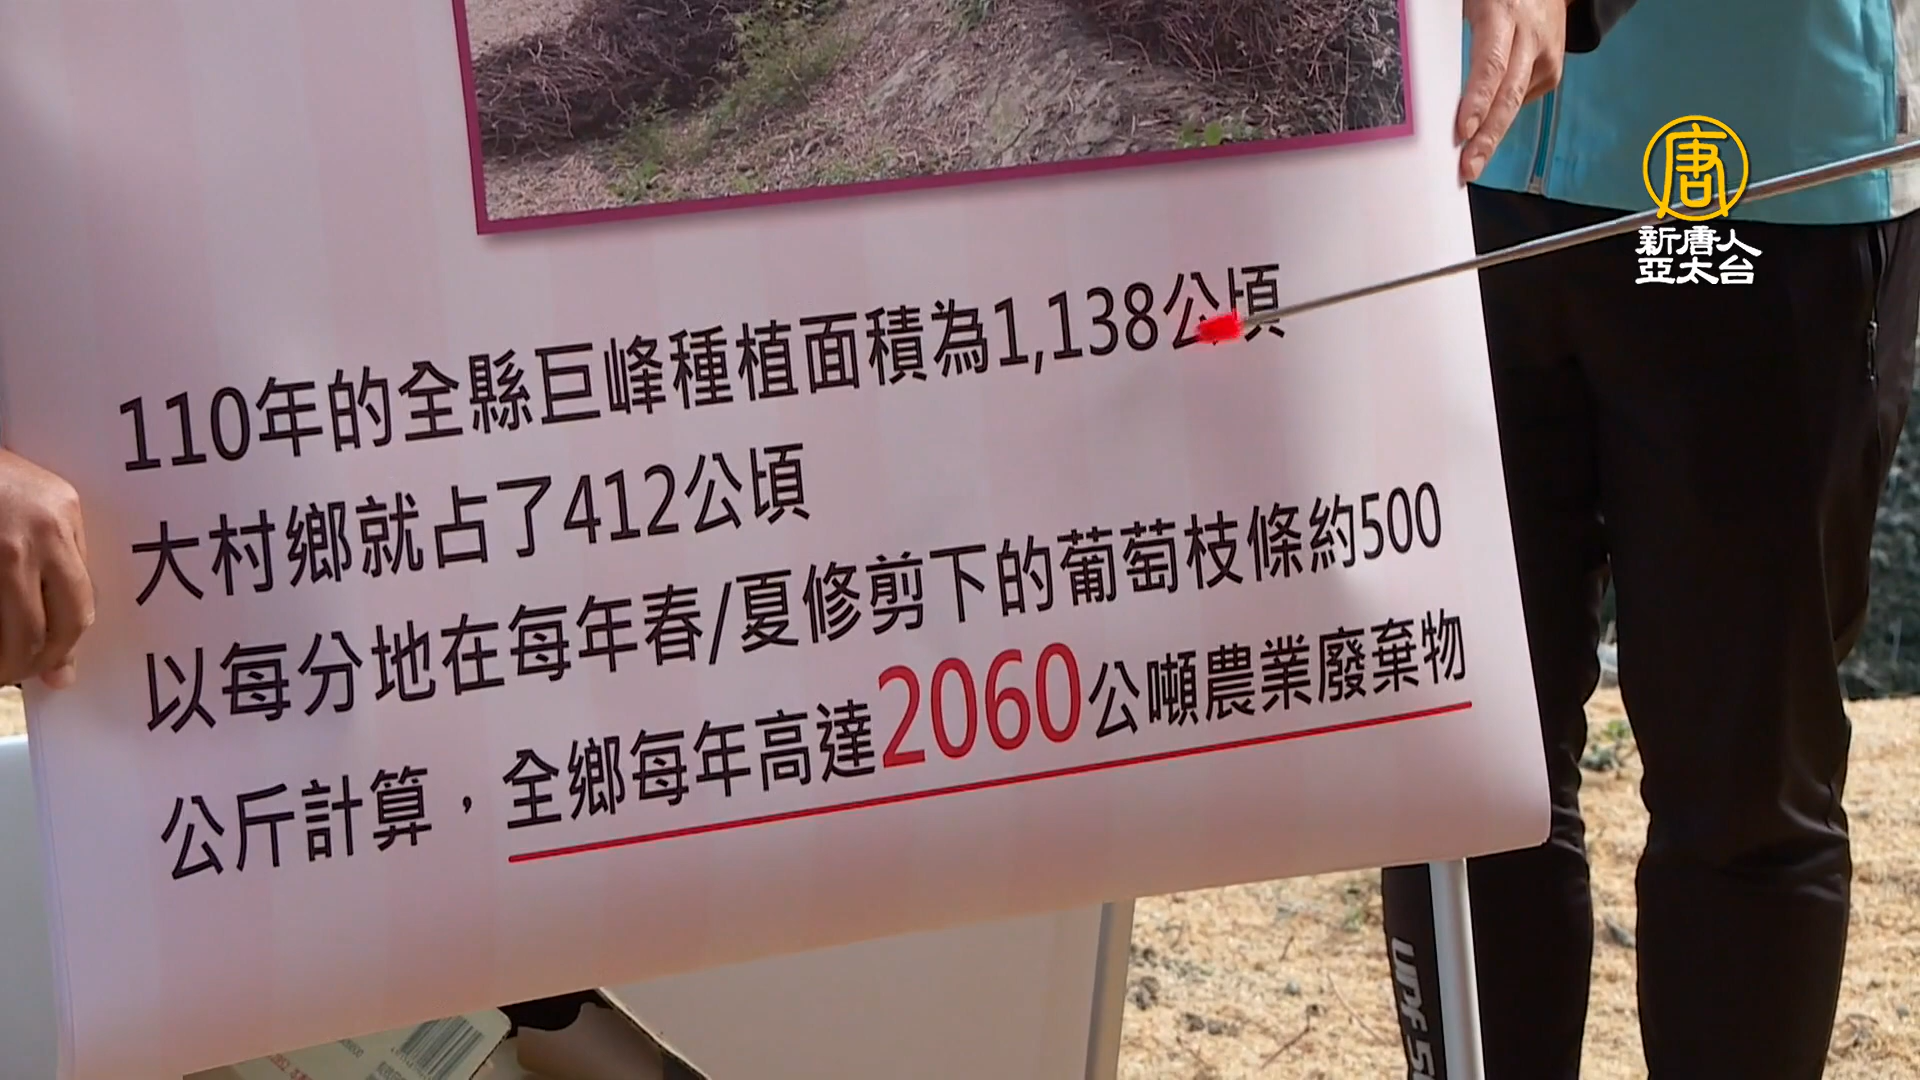 唐
新唐人
亞太台
110年的全縣巨峰種植面積為1,138公頃
大村鄉就占了412公頃
以每分地在每年春/夏修剪下的葡萄枝條約500
公斤計算，全鄉每年高達2060公噸農業廢棄物